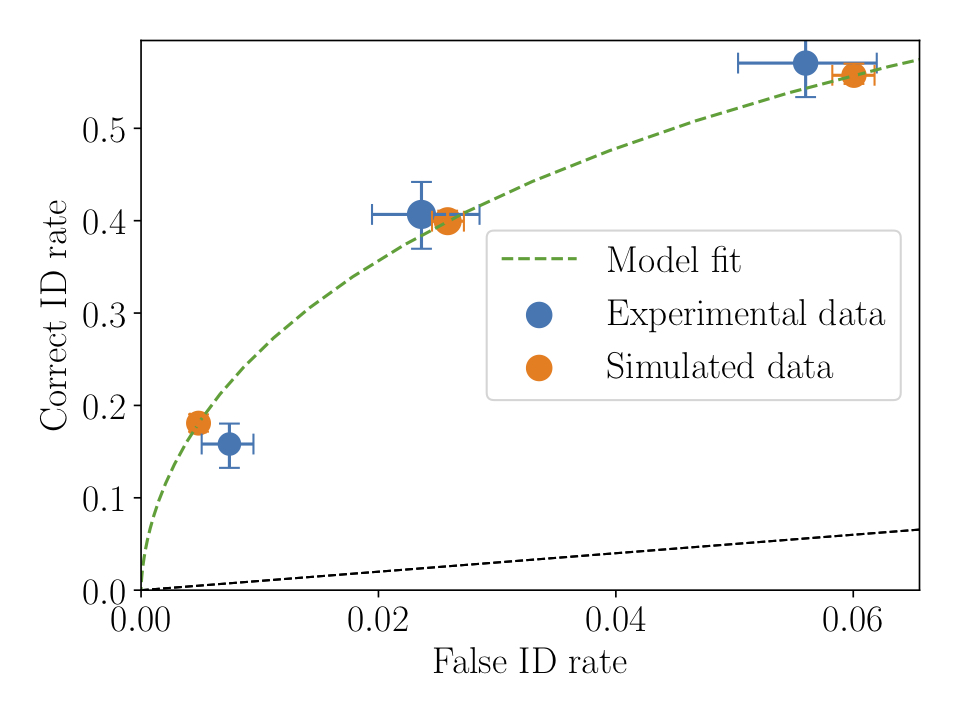 0.5
0.4
0.3
0.2
0.1
0.0
Correct ID rate
Model fit
Experimental data
Simulated data
0.00
0.02
0.04
0.06
False ID rate